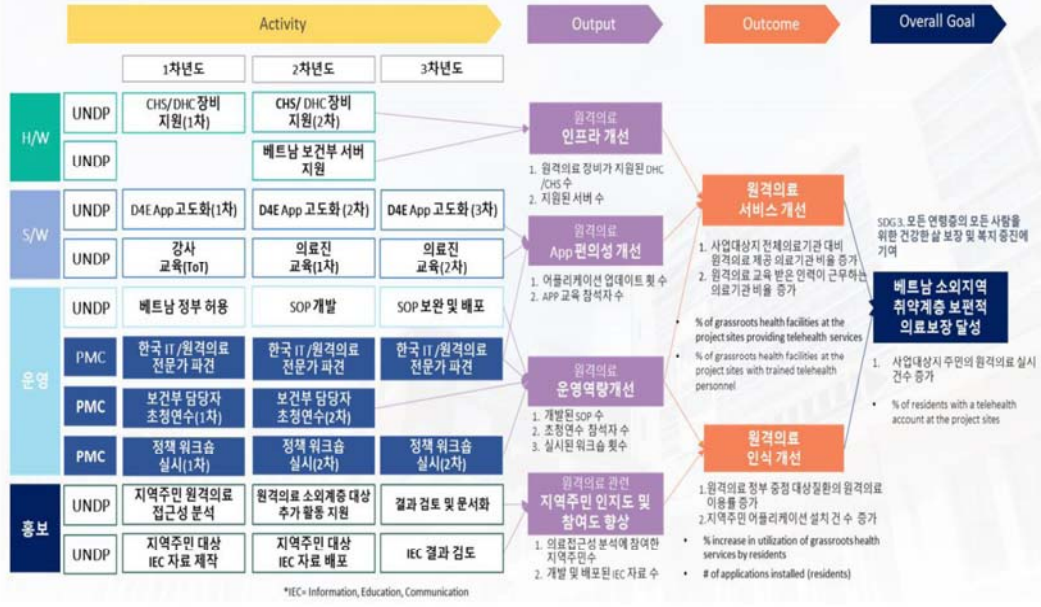 Activity
Output
Outcome
Overall Goal
1차년도
2차년도
3차년도
H/W
UNDP
CHS/DHC 장비
지원(1차)
CHS/ DHC 장비
지원(2차)
UNDP
베트남 보건부 서버
지원
S/W
UNDP
D4E App 고도화(1차)
D4E App 고도화 (2차)
D4E App 고도화 (3차)
UNDP
강사
교육(ToT)
의료진
교육(1차)
의료진
교육(2차)
운영
UNDP
베트남 정부 허용
SOP 개발
SOP 보완 및 배포
PMC
한국 IT /원격의료
전문가 파견
한국 IT /원격의료
전문가 파견
한국 IT /원격의료
전문가 파견
PMC
보건부 담당자
초청연수(1차)
보건부 담당자
초청연수(2차)
PMC
정책 워크숍
실시(1차)
정책 워크숍
실시(2차)
정책 워크숍
실시(2차)
홍보
UNDP
지역주민 원격의료
접근성 분석
원격의료 소외계층 대상
추가 활동 지원
결과 검토 및 문서화
UNDP
지역주민 대상
IEC 자료 제작
지역주민 대상
IEC 자료 배포
IEC 결과 검도
*IEC= Information, Education, Communication
원격의료
인프라 개선
1. 원격의료 장비가 지원된 DHC
/CHS 수
2. 지원된 서버 수
원격의료
App 편의성 개선
1. 어플리케이션 업데이트 횟 수
2. APP 교육 참석자 수
원격의료
운영역량개선
1. 개발된 SOP 수
2. 초청연수 참석자 수
3. 실시된 워크숍 횟수
원격의료 관련
지역주민 인지도 및
참여도 향상
1. 의료접근성 분석에 참여한
지역주민수
2. 개발 및 배포된 IEC 자료 수
원격의료
서비스 개선
1. 사업대상지 전체의료기관 대비
원격의료 제공 의료기관 비율 증가
2. 원격의료 교육 받은 인력이 근무하는
의료기관 비율 증가
• % of grassroots health facilities at the
project sites providing telehealth services
• % of grassroots health facilities at the
project sites with trained telehealth
personnel
원격의료
인식 개선
1.원격의료 정부 중점 대상질환의 원격의료
이용률 증가
2.지역주민 어플리케이션 설치 건 수 증가
• % increase in utilization of grassroots health
services by residents
• # of applications installed (residents)
SDG 3. 모든 연령층의 모든 사람을
위한 건강한 삶 보장 및 복지 증진에
기여
베트남 소외지역
취약계층 보편적
의료보장 달성
1. 사업대상지 주민의 원격의료 실시
건수 증가
• % of residents with a telehealth
account at the project sites